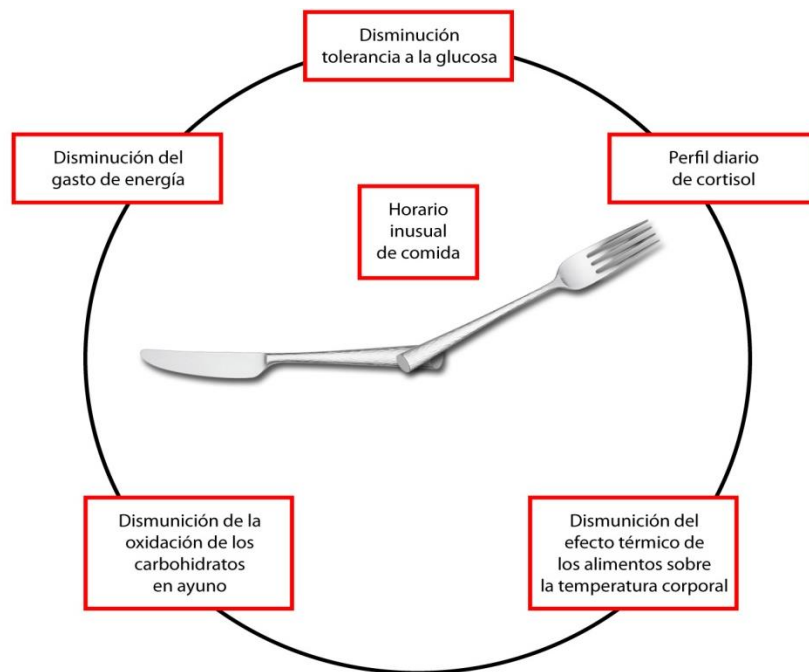 Disminución
tolerancia a la glucosa
Disminución del
gasto de energía
Perfil diario
de cortisol
Horario
inusual
de comida
Dismunición de la
oxidación de los
carbohidratos
en ayuno
Dismunición del
efecto térmico de
los alimentos sobre
la temperatura corporal